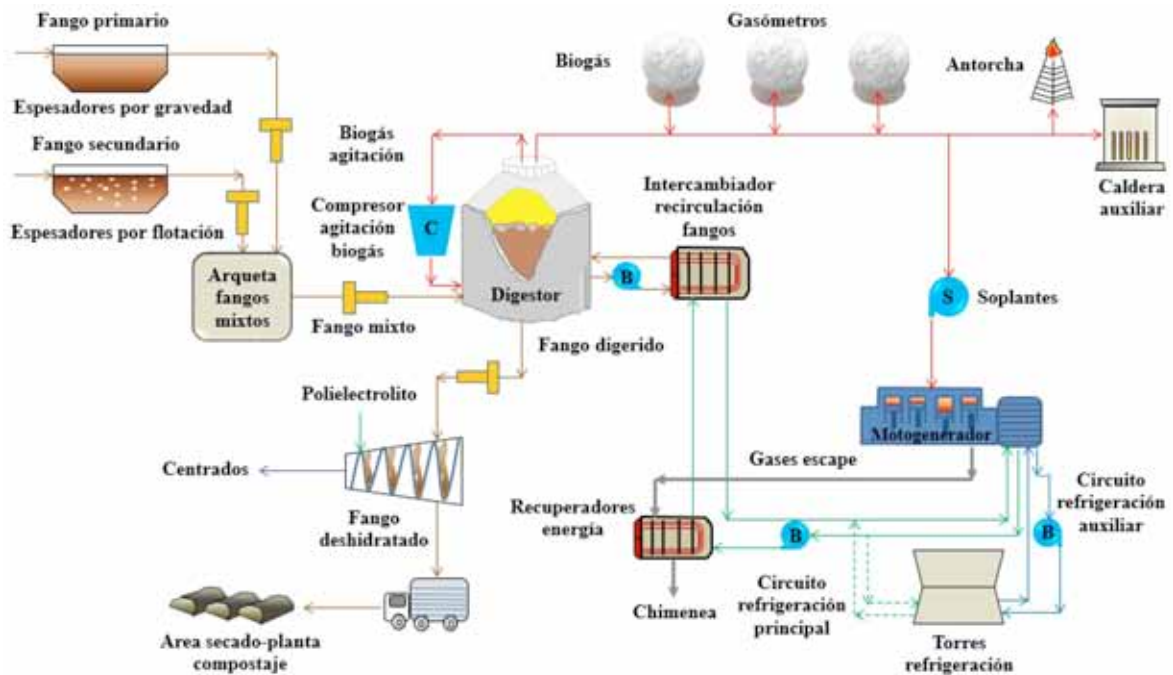 Fango primario
Espesadores por gravedad
Fango secundario
Espesadores por flotación
Arqueta
fangos
mixtos
Fango mixto
Biogás
agitación
Compresor
agitación
biogás
C
Digestor
Biogás
Gasómetros
Antorcha
Caldera
auxiliar
Intercambiador
recirculación
fangos
B
S
Soplantes
Fango digerido
Polielectrolito
Centrados
Fango
deshidratado
Area secado-planta
compostaje
Motogenerador
Gases escape
Recuperadores
energía
B
Chimenea
Circuito
refrigeración
principal
Circuito
refrigeración
auxiliar
B
Torres
refrigeración